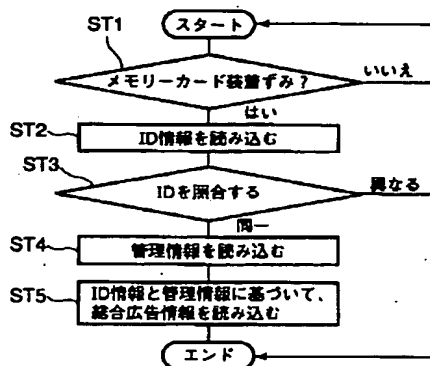 スタート
ST1
メモリーカード装着ずみ？
いいえ
はい
ST2
ID情報を読み込む
ST3
IDを照合する
異なる
同一
ST4
管理情報を読み込む
ST5
ID情報と管理情報に基づいて、
総合広告情報を読み込む
エンド